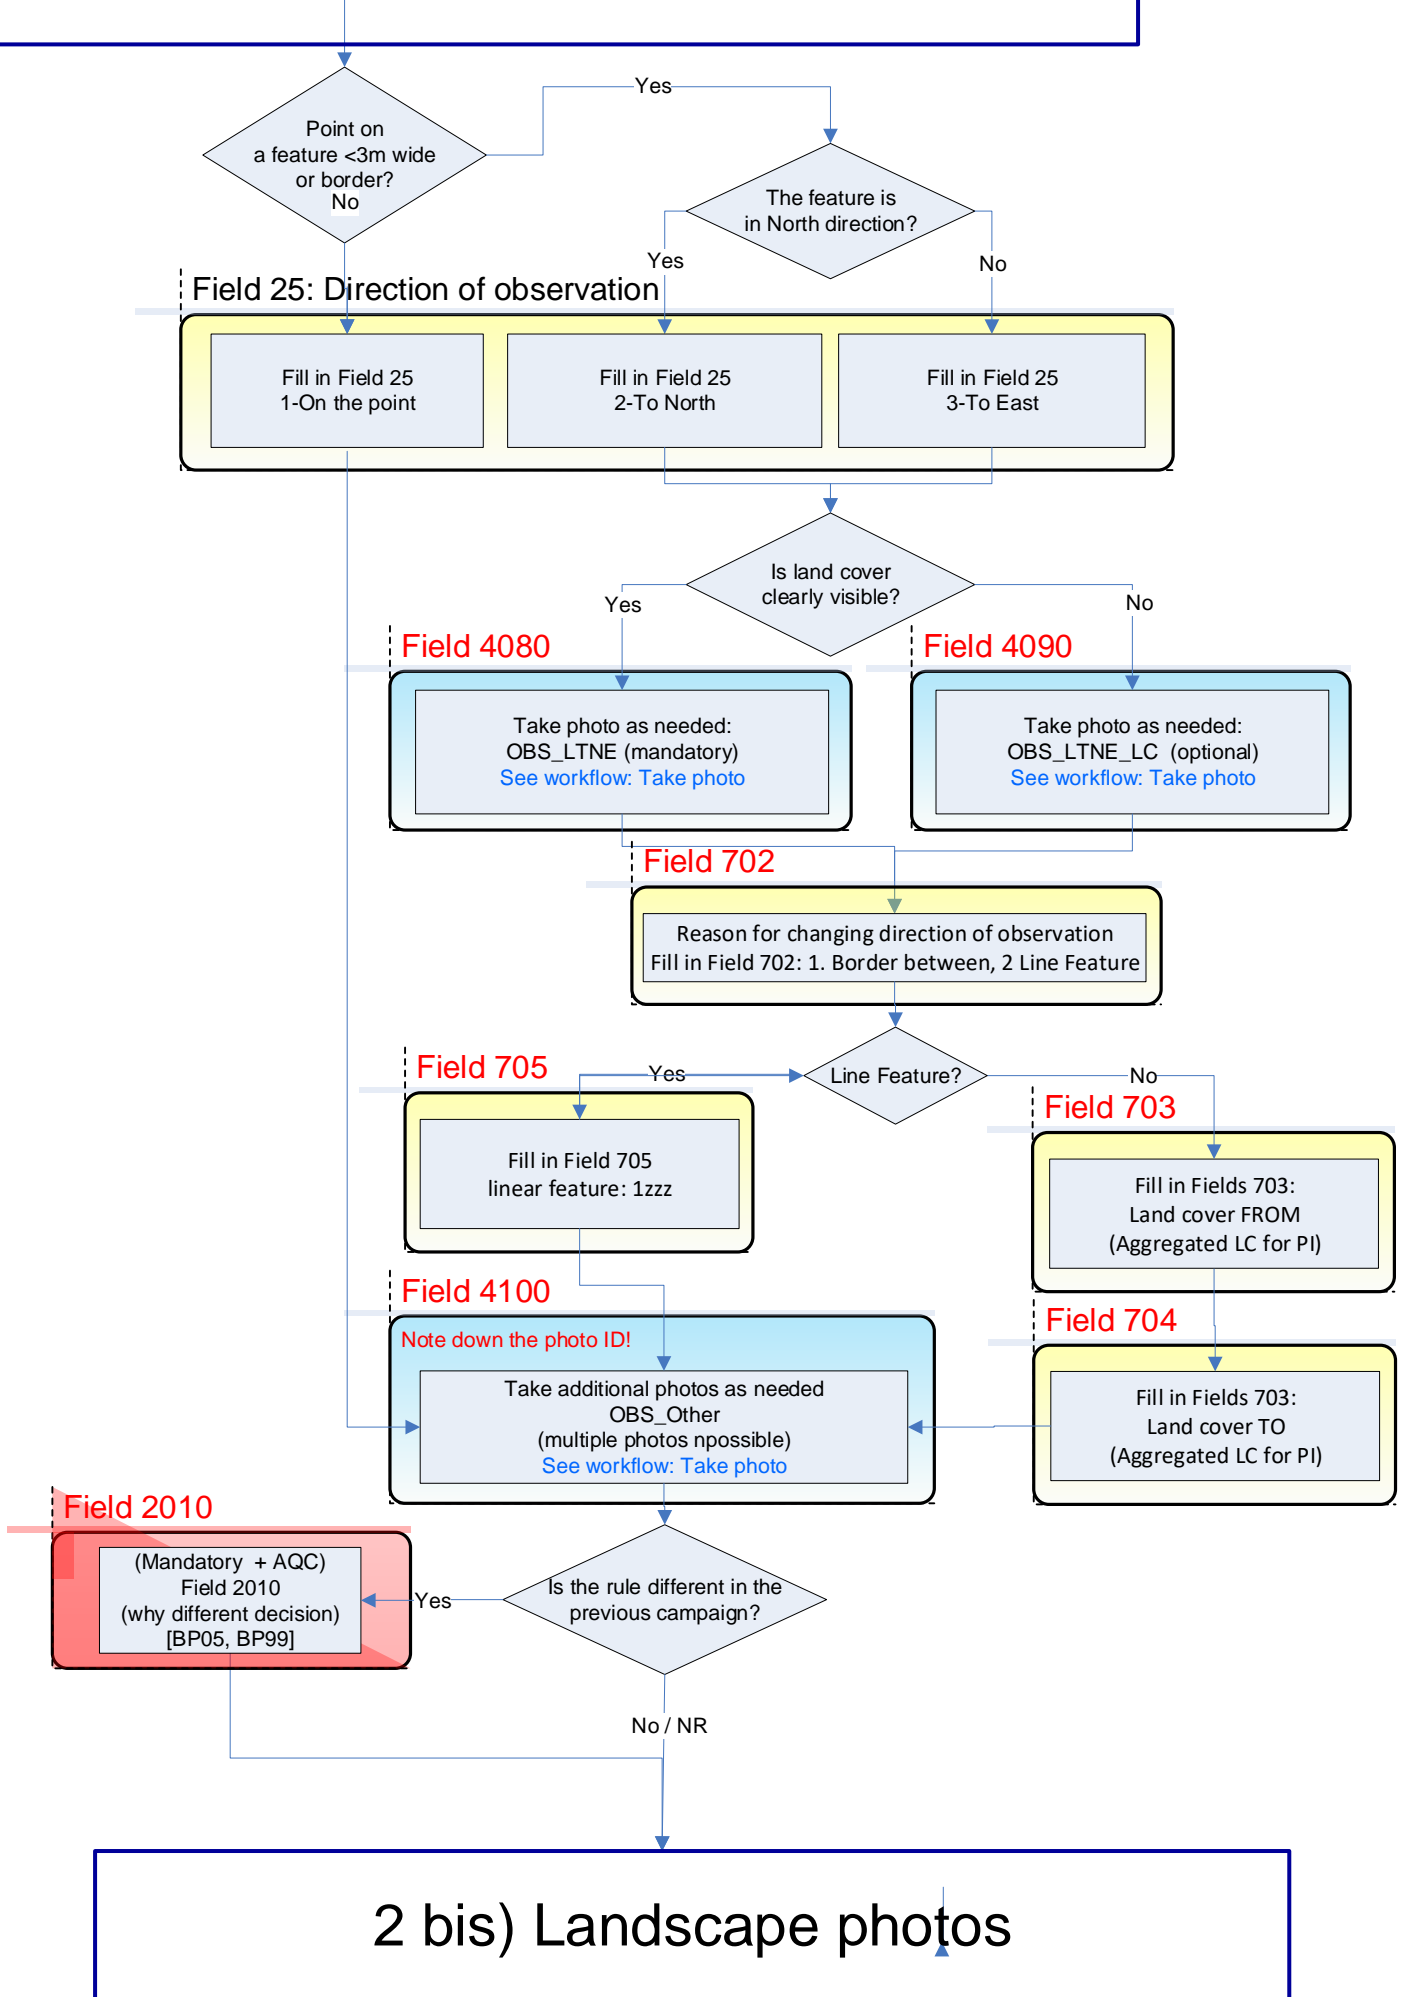 Yes
Point on
a feature <3m wide
or border?
No
The feature is
in North direction?
Yes
No
Field 25: Direction of observation
Fill in Field 25
1-On the point
Fill in Field 25
2-To North
Fill in Field 25
3-To East
Is land cover
clearly visible?
Yes
No
Field 4080
Field 4090
Take photo as needed:
OBS_LTNE (mandatory)
See workflow: Take photo
Take photo as needed:
OBS_LTNE_LC  (optional)
See workflow: Take photo
Field 702
Reason for changing direction of observation
Fill in Field 702: 1. Border between, 2 Line Feature
Line Feature?
Yes
No
Field 705
Fill in Field 705
linear feature: 1zzz
Field 703
Fill in Fields 703:
Land cover FROM
(Aggregated LC for PI)
Field 704
Fill in Fields 703:
Land cover TO
(Aggregated LC for PI)
Field 4100
Note down the photo ID!
Take additional photos as needed
OBS_Other
(multiple photos npossible)
See workflow: Take photo
Field 2010
(Mandatory  + AQC)
Field 2010
(why different decision)
[BP05, BP99]
Yes
Is the rule different in the
previous campaign?
No / NR
2 bis) Landscape photos